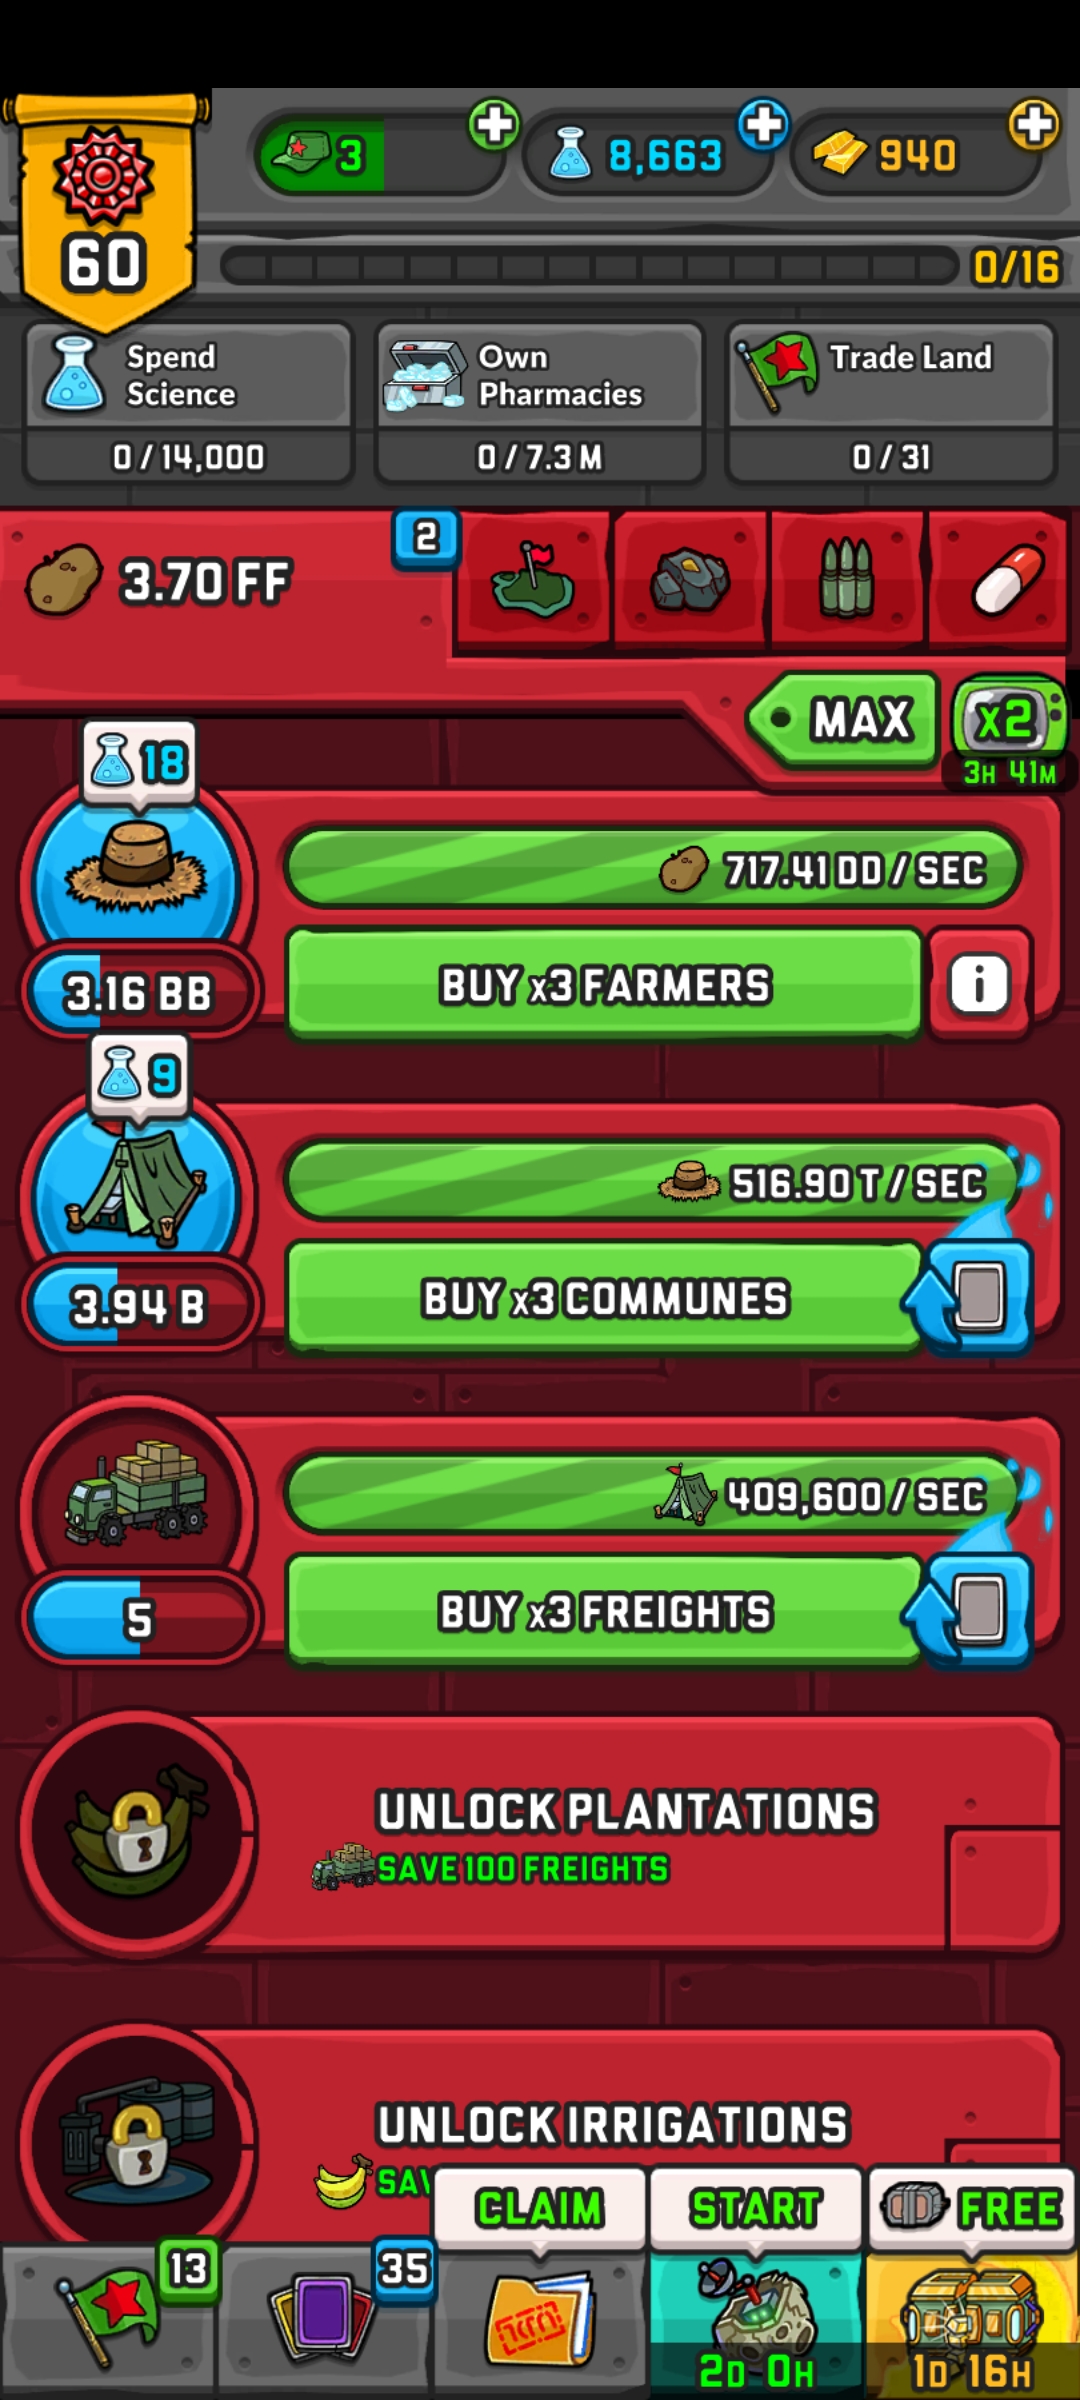 60
3
8,663
940
0/16
Spend
Science
0/14,000
Own
Pharmacies
0/7.3 M
Trade Land
0/31
3.70 FF
2
MAX
x2
3H 41M
18
717.41 DD / SEC
3.16 BB
BUY x3 FARMERS
i
9
516.90 T / SEC
3.94 B
BUY x3 COMMUNES
409,600 / SEC
5
BUY x3 FREIGHTS
UNLOCK PLANTATIONS
SAVE 100 FREIGHTS
UNLOCK IRRIGATIONS
SAV
CLAIM
START
FREE
13
35
2D 0H
1D 16H